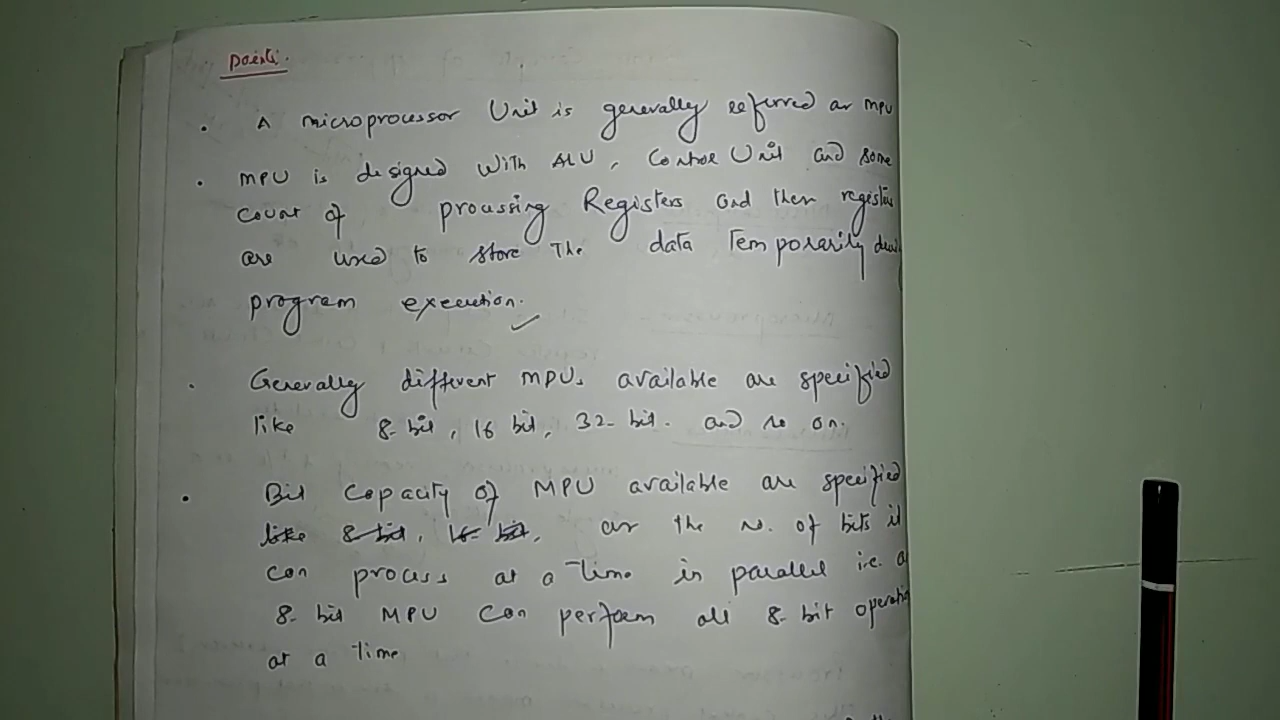 Points:
. A microprocessor Unit is generally referred as MPU
. MPU is designed With ALU, Control Unit and some
Count of processing Registers and then registers
are used to store The data Temporarily
program execution.
. Generally different MPUs available are specified
like 8-bit, 16 bit, 32-bit. and so on.
. Bit Capacity of MPU available are specified
like 8-bit, 16-bit, as the no. of bits it
can process at a Time in parallel i.e. a
8-bit MPU Can perform all 8-bit operation
at a Time